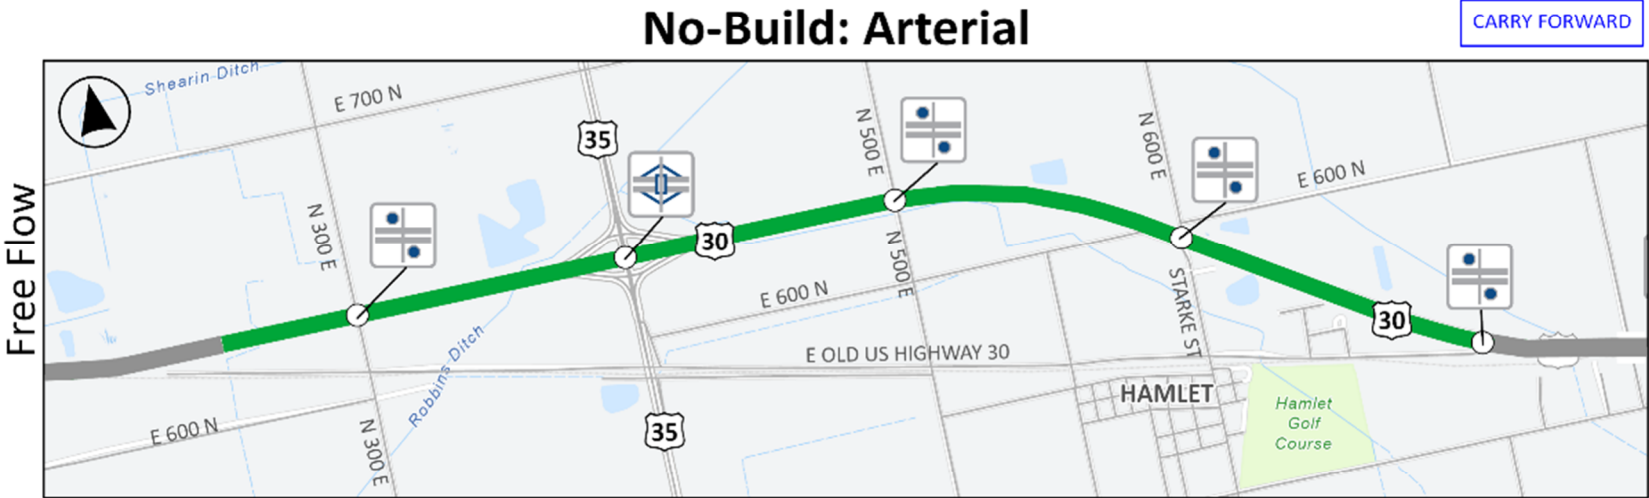 No-Build: Arterial
CARRY FORWARD
Free Flow
Shearin Ditch
E 700 N
35
N 500 E
N 600 E
E 600 N
N 300 E
30
N 500 E
E 600 N
STARKE ST
30
E OLD US HIGHWAY 30
Robbins Ditch
HAMLET
Hamlet
Golf
Course
E 600 N
N 300 E
35